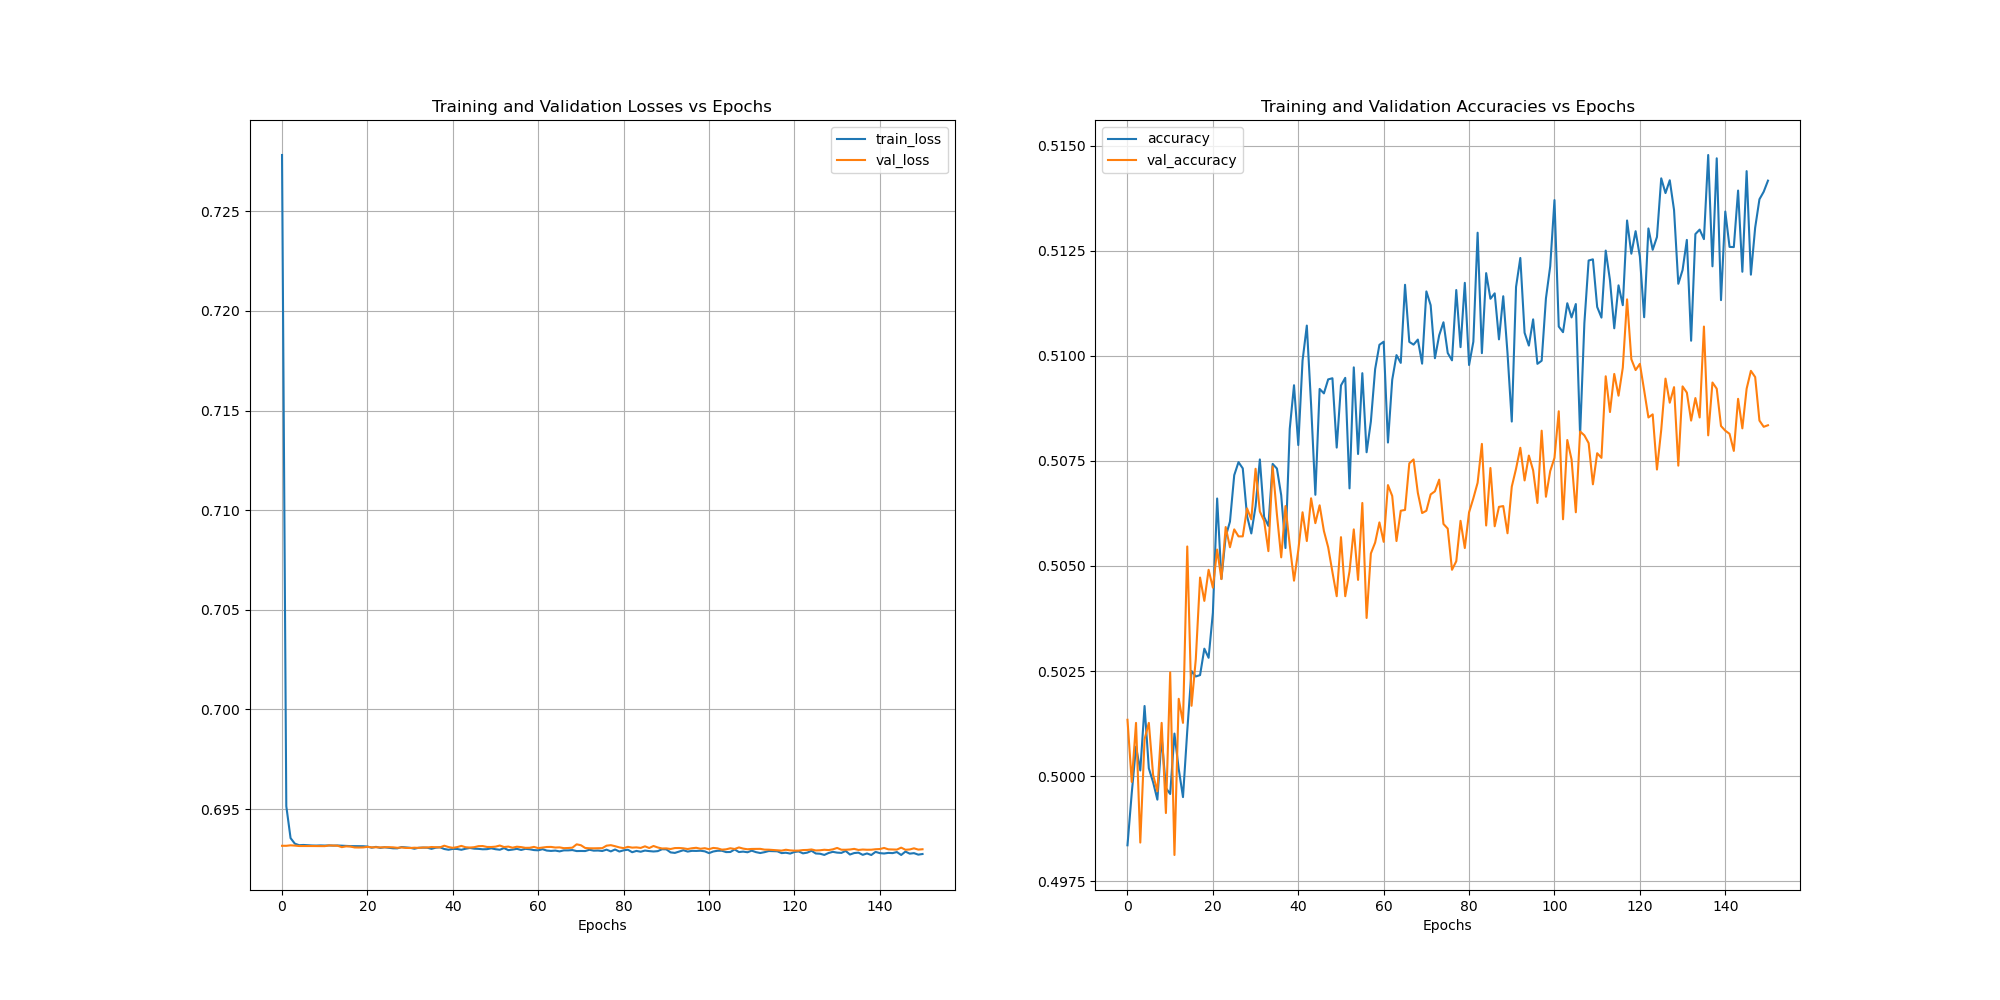 Training and Validation Losses vs Epochs
train_loss
val_loss
0.725
0.720
0.715
0.710
0.705
0.700
0.695
0 20 40 60 80 100 120 140
Epochs
Training and Validation Accuracies vs Epochs
accuracy
val_accuracy
0.5150
0.5125
0.5100
0.5075
0.5050
0.5025
0.5000
0.4975
0 20 40 60 80 100 120 140
Epochs